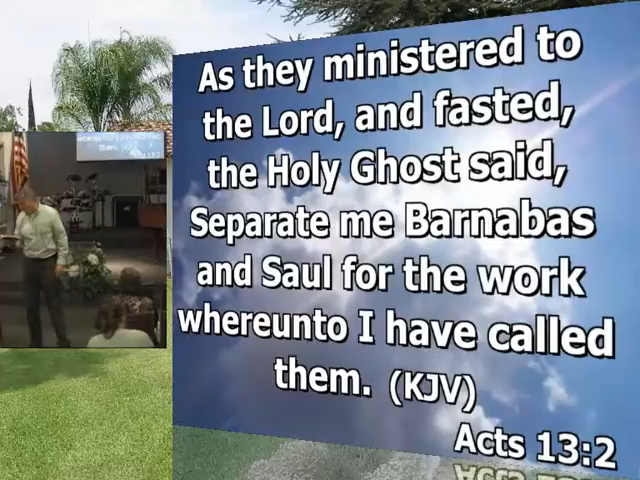 As they ministered to
the Lord, and fasted,
the Holy Ghost said,
Separate me Barnabas
and Saul for the work
whereunto I have called
them. (KJV)
Acts 13:2